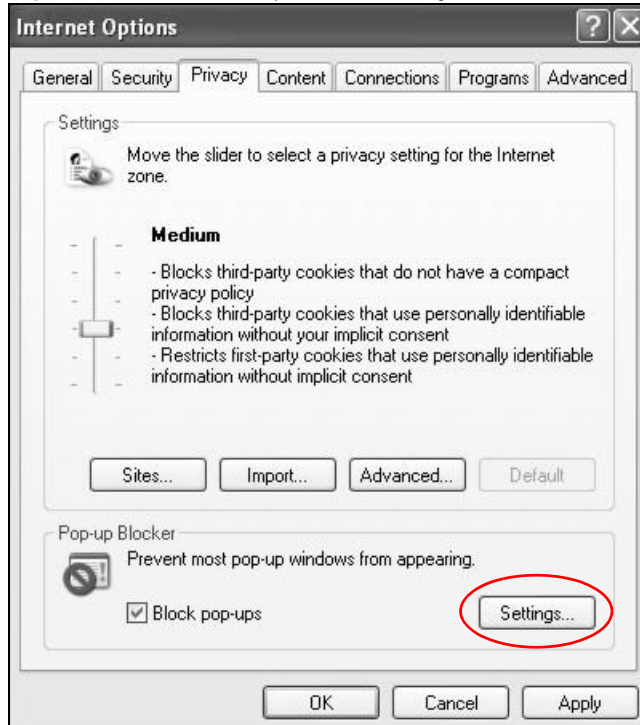 Internet Options
General Security Privacy Content Connections Programs Advanced
Settings
Move the slider to select a privacy setting for the Internet
zone.
Medium
- Blocks third-party cookies that do not have a compact
privacy policy
- Blocks third-party cookies that use personally identifiable
information without your implicit consent
- Restricts first-party cookies that use personally identifiable
information without implicit consent
Sites... Import... Advanced... Default
Pop-up Blocker
Prevent most pop-up windows from appearing.
Block pop-ups Settings...
OK Cancel Apply